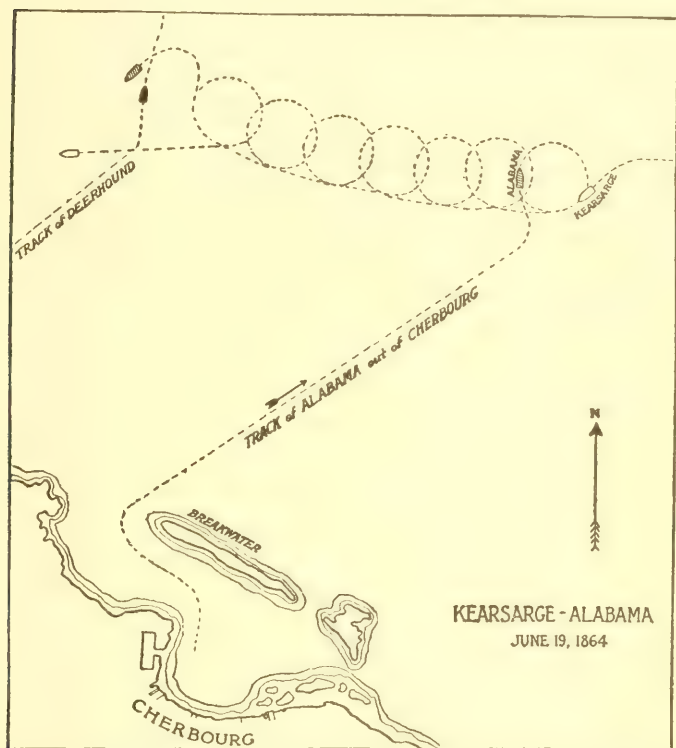 ALABAMA
KEARSARGE
TRACK of DEERHOUND
TRACK of ALABAMA out of CHERBOURG
N
BREAKWATER
KEARSARGE - ALABAMA
JUNE 19, 1864
CHERBOURG